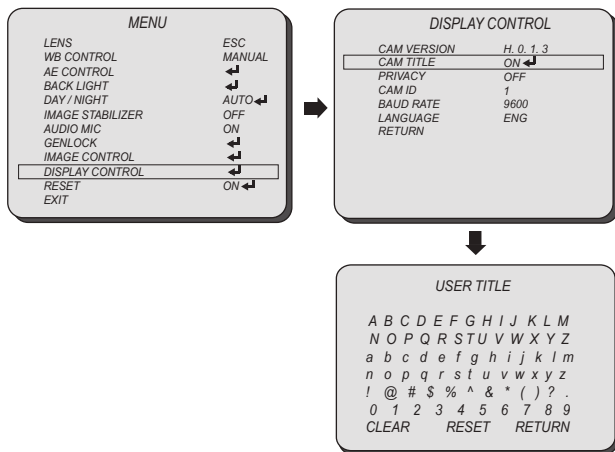 MENU
LENS ESC
WB CONTROL MANUAL
AE CONTROL
BACK LIGHT
DAY / NIGHT AUTO
IMAGE STABILIZER OFF
AUDIO MIC ON
GENLOCK
IMAGE CONTROL
DISPLAY CONTROL
RESET ON
EXIT
DISPLAY CONTROL
CAM VERSION H. 0. 1. 3
CAM TITLE ON
PRIVACY OFF
CAM ID 1
BAUD RATE 9600
LANGUAGE ENG
RETURN
USER TITLE
A B C D E F G H I J K L M
N O P Q R S T U V W X Y Z
a b c d e f g h i j k l m
n o p q r s t u v w x y z
! @ # $ % ^ & * ( ) ? .
0 1 2 3 4 5 6 7 8 9
CLEAR RESET RETURN